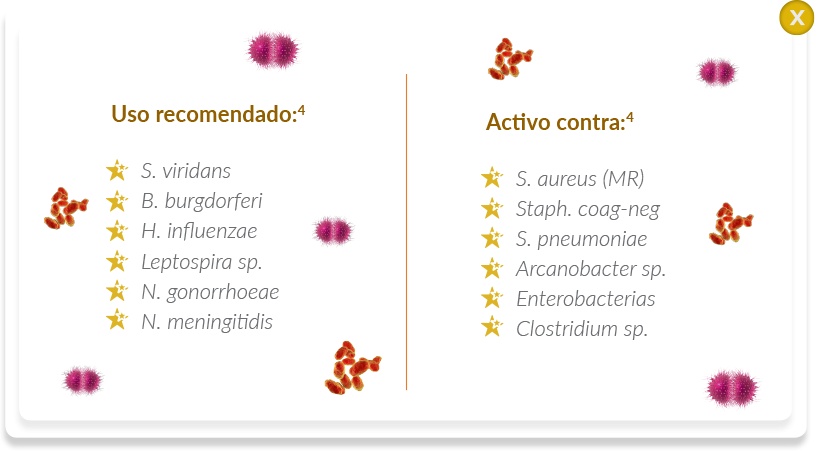 X
Uso recomendado:4
S. viridans
B. burgdorferi
H. influenzae
Leptospira sp.
N. gonorrhoeae
N. meningitidis
Activo contra:4
S. aureus (MR)
Staph. coag-neg
S. pneumoniae
Arcanobacter sp.
Enterobacterias
Clostridium sp.